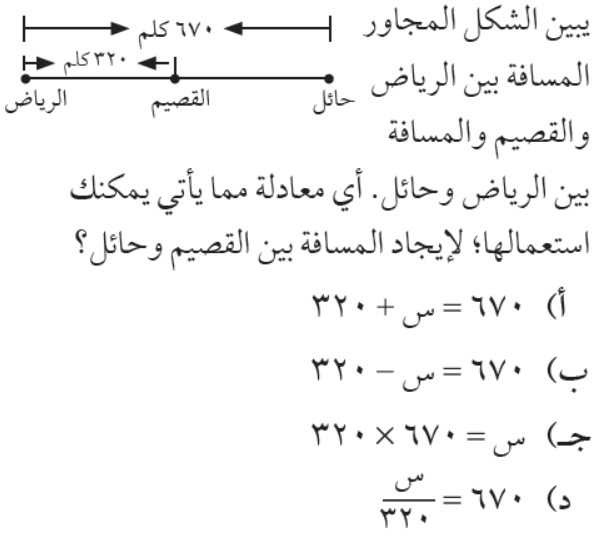 يبين الشكل المجاور
المسافة بين الرياض
والقصيم والمسافة
بين الرياض وحائل. أي معادلة مما يأتي يمكنك
استعمالها؛ لإيجاد المسافة بين القصيم وحائل؟
٦٧٠ كلم
٣٢٠ كلم
حائل القصيم الرياض
أ) ٦٧٠ = س + ٣٢٠
ب) ٦٧٠ = س − ٣٢٠
جـ) س = ٦٧٠ × ٣٢٠
د) ٦٧٠ = س / ٣٢٠